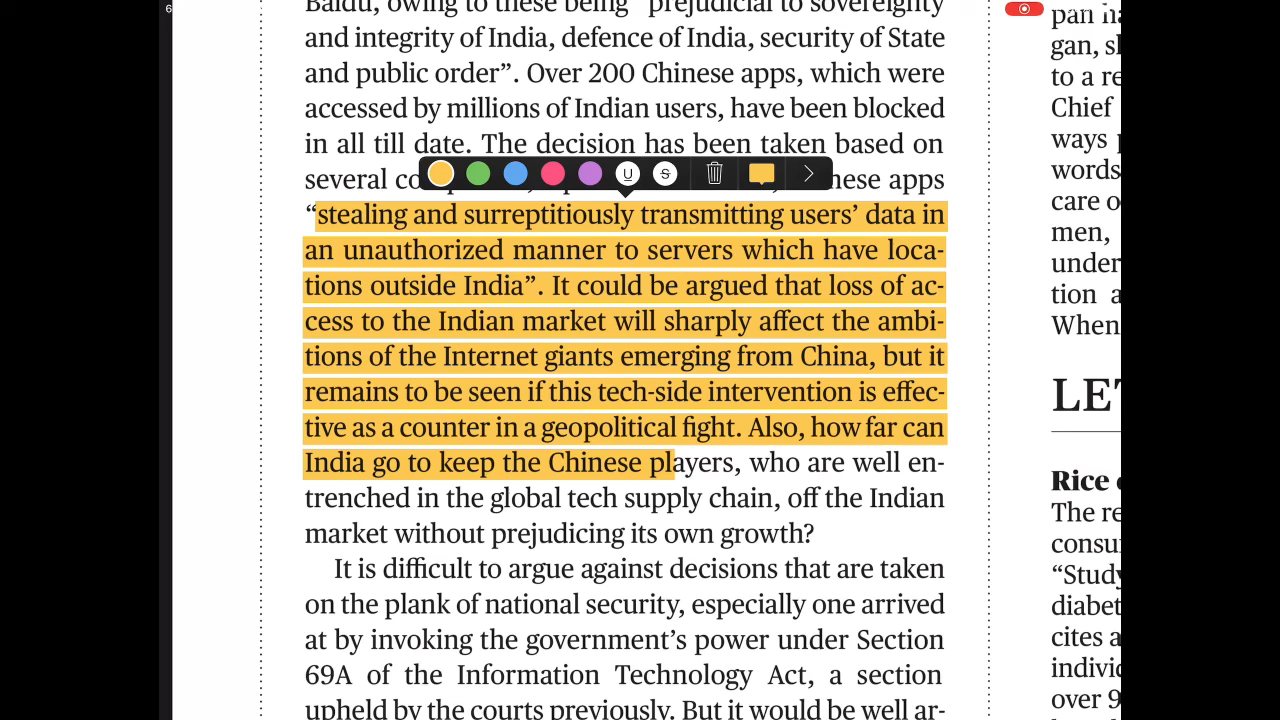 6
Baidu, owing to these being “prejudicial to sovereignty
and integrity of India, defence of India, security of State
and public order”. Over 200 Chinese apps, which were
accessed by millions of Indian users, have been blocked
in all till date. The decision has been taken based on
several hese apps
“stealing and surreptitiously transmitting users’ data in
an unauthorized manner to servers which have loca-
tions outside India”. It could be argued that loss of ac-
cess to the Indian market will sharply affect the ambi-
tions of the Internet giants emerging from China, but it
remains to be seen if this tech-side intervention is effec-
tive as a counter in a geopolitical fight. Also, how far can
India go to keep the Chinese players, who are well en-
trenched in the global tech supply chain, off the Indian
market without prejudicing its own growth?
It is difficult to argue against decisions that are taken
on the plank of national security, especially one arrived
at by invoking the government’s power under Section
69A of the Information Technology Act, a section
upheld by the courts previously. But it would be well ar-
U
S
pan ha
gan, sl
to a re
Chief
ways p
words
care o
men,
under
tion a
When
LET
Rice
The re
consu
“Study
diabet
cites a
individ
over 9